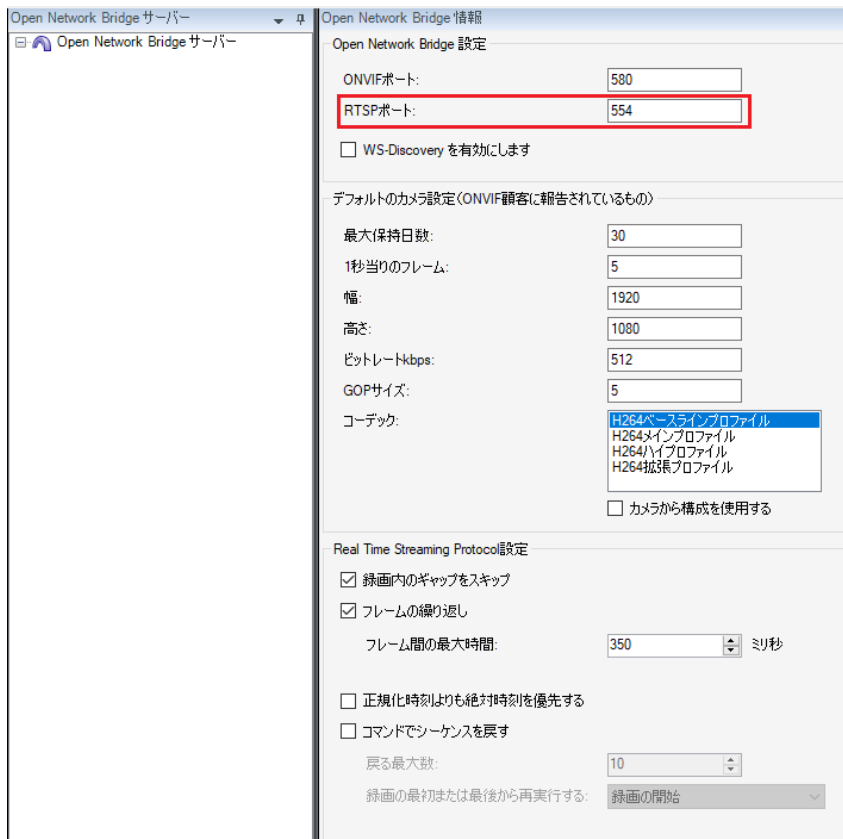 Open Network Bridge サーバー
Open Network Bridge サーバー
Open Network Bridge 情報
Open Network Bridge 設定
ONVIFポート: 580
RTSPポート: 554
WS-Discovery を有効にします
デフォルトのカメラ設定(ONVIF顧客に報告されているもの)
最大保持日数: 30
1秒当りのフレーム: 5
幅: 1920
高さ: 1080
ビットレートkbps: 512
GOPサイズ: 5
コーデック: H264ベースラインプロファイル
H264メインプロファイル
H264ハイプロファイル
H264拡張プロファイル
カメラから構成を使用する
Real Time Streaming Protocol設定
録画内のギャップをスキップ
フレームの繰り返し
フレーム間の最大時間: 350 ミリ秒
正規化時刻よりも絶対時刻を優先する
コマンドでシーケンスを戻す
戻る最大数: 10
録画の最初または最後から再実行する: 録画の開始